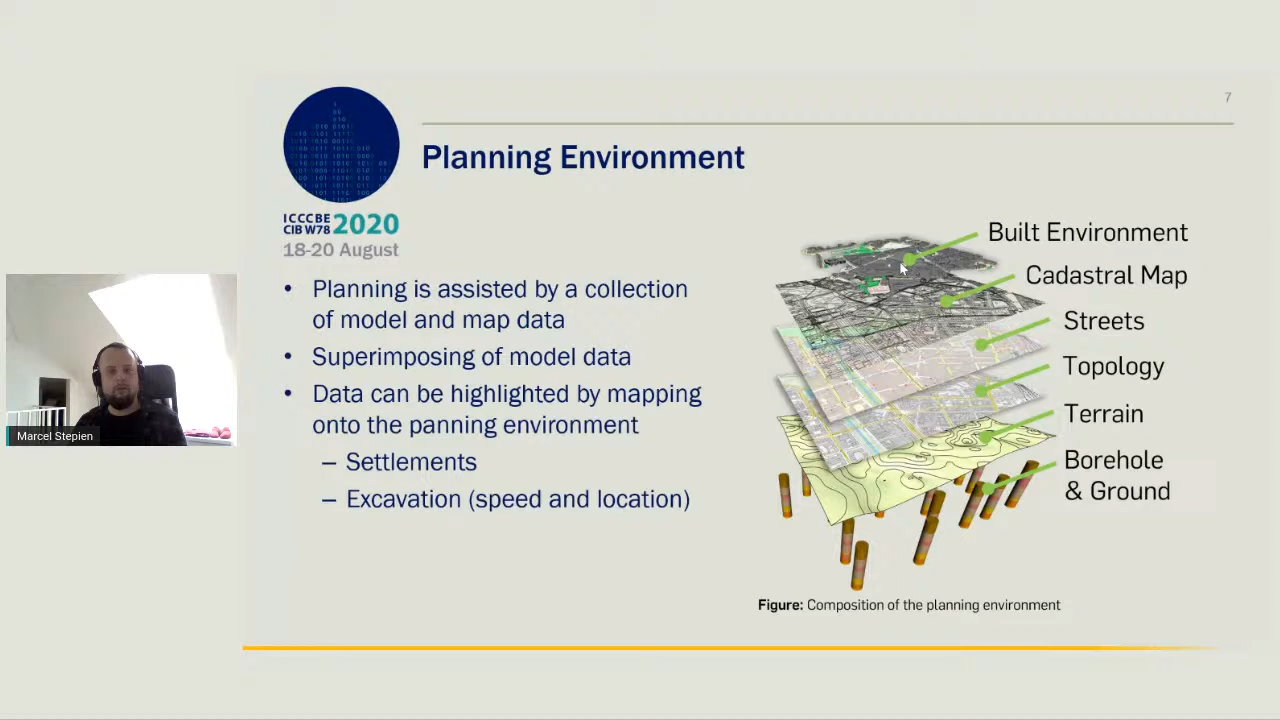 7
Planning Environment
ICCCBE
CIB W78 2020
18-20 August
• Planning is assisted by a collection
of model and map data
• Superimposing of model data
• Data can be highlighted by mapping
onto the panning environment
– Settlements
– Excavation (speed and location)
Built Environment
Cadastral Map
Streets
Topology
Terrain
Borehole
& Ground
Figure: Composition of the planning environment
Marcel Stepien